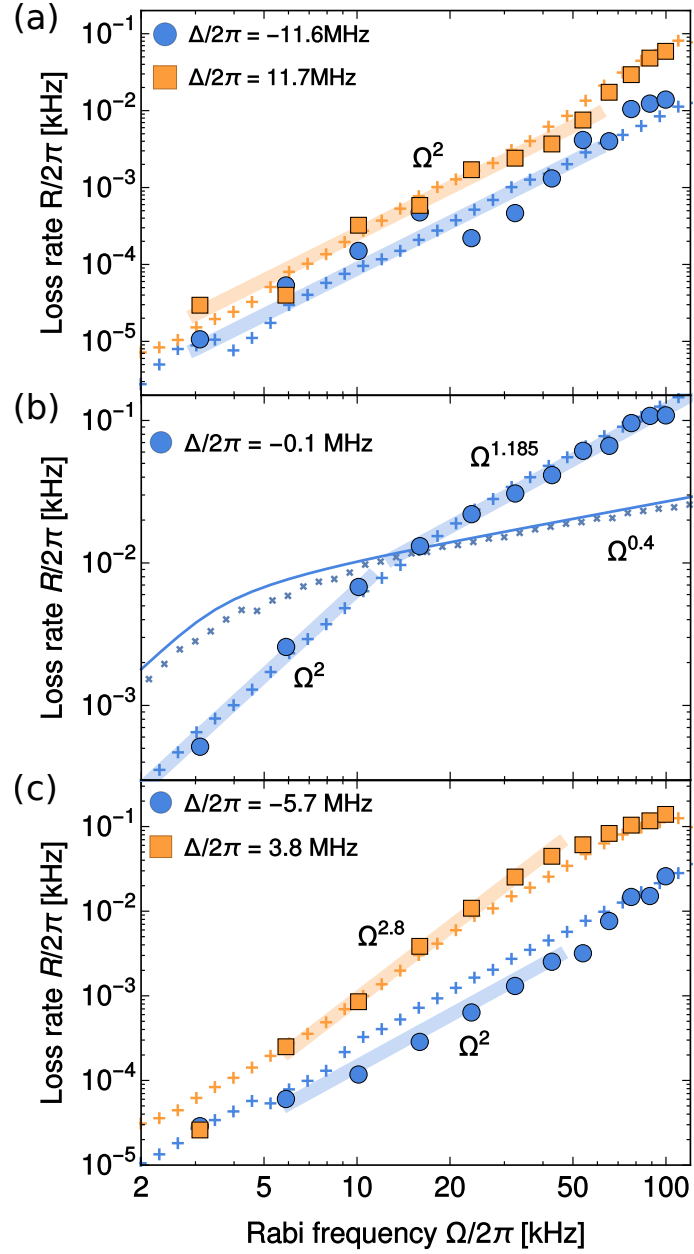 (a)
Δ/2π = −11.6MHz
Δ/2π = 11.7MHz
Ω²
Loss rate R/2π [kHz]
10⁻¹
10⁻²
10⁻³
10⁻⁴
10⁻⁵
(b)
Δ/2π = −0.1 MHz
Ω¹·¹⁸⁵
Ω⁰·⁴
Ω²
Loss rate R/2π [kHz]
10⁻¹
10⁻²
10⁻³
(c)
Δ/2π = −5.7 MHz
Δ/2π = 3.8 MHz
Ω²·⁸
Ω²
Loss rate R/2π [kHz]
10⁻¹
10⁻²
10⁻³
10⁻⁴
10⁻⁵
2 5 10 20 50 100
Rabi frequency Ω/2π [kHz]